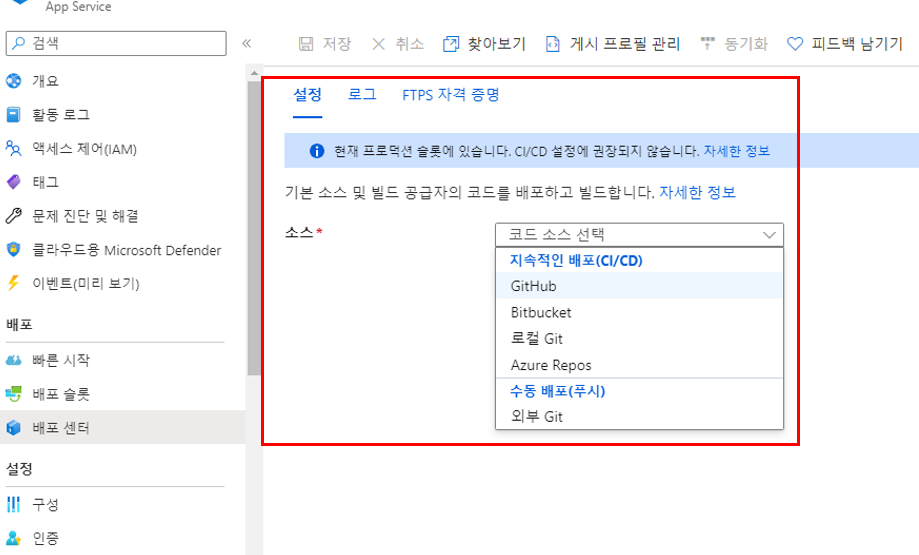 App Service
검색
«
저장
취소
찾아보기
게시 프로필 관리
동기화
피드백 남기기
개요
활동 로그
액세스 제어(IAM)
태그
문제 진단 및 해결
클라우드용 Microsoft Defender
이벤트(미리 보기)
배포
빠른 시작
배포 슬롯
배포 센터
설정
구성
인증
설정 로그 FTPS 자격 증명
현재 프로덕션 슬롯에 있습니다. CI/CD 설정에 권장되지 않습니다. 자세한 정보
기본 소스 및 빌드 공급자의 코드를 배포하고 빌드합니다. 자세한 정보
소스*
코드 소스 선택
지속적인 배포(CI/CD)
GitHub
Bitbucket
로컬 Git
Azure Repos
수동 배포(푸시)
외부 Git